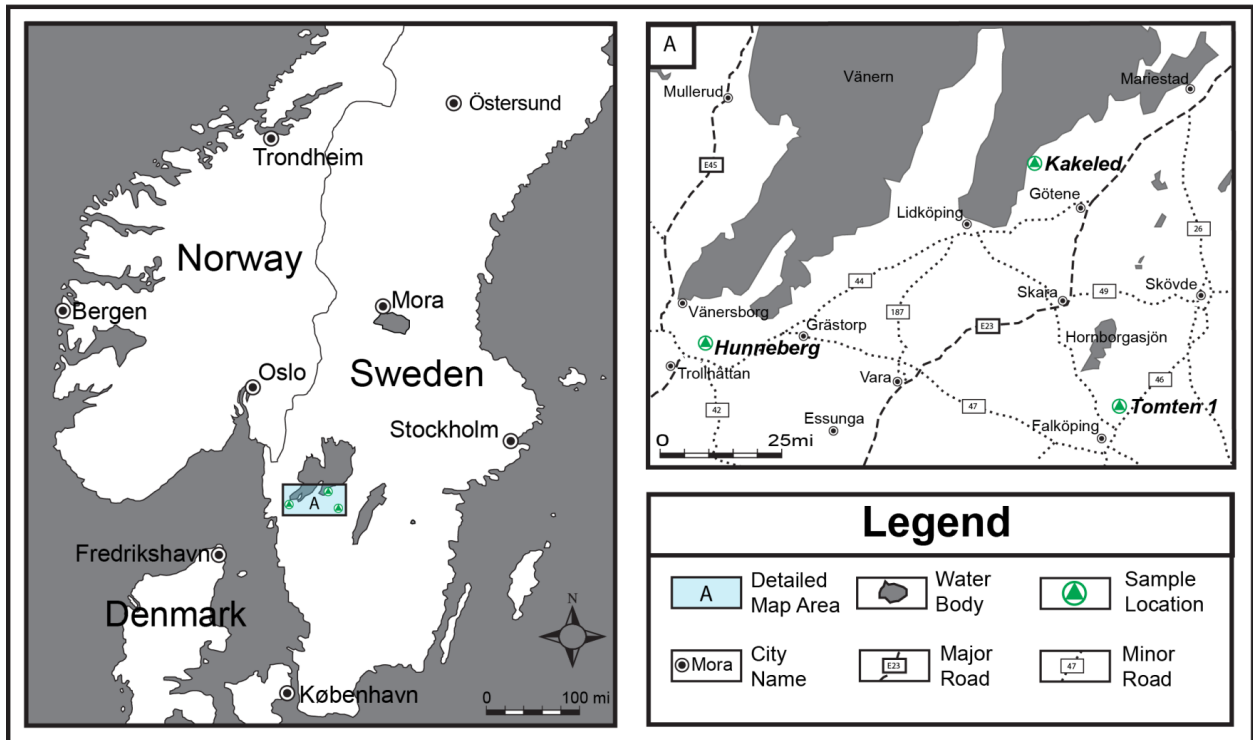 Östersund
Trondheim
Norway
Bergen
Mora
Oslo
Sweden
Stockholm
A
Fredrikshavn
Denmark
N
København
0 100 mi
A
Vänern
Mariestad
Mullerud
E45
Kakeled
Götene
Lidköping
26
44
Skara
49
Skövde
Vänersborg
187
Grästorp
E23
Hornborgasjön
Hunneberg
Trollhättan
Vara
46
42
47
Tomten 1
Essunga
Falköping
0 25mi
Legend
A
Detailed
Map Area
Water
Body
Sample
Location
Mora
City
Name
E23
Major
Road
47
Minor
Road